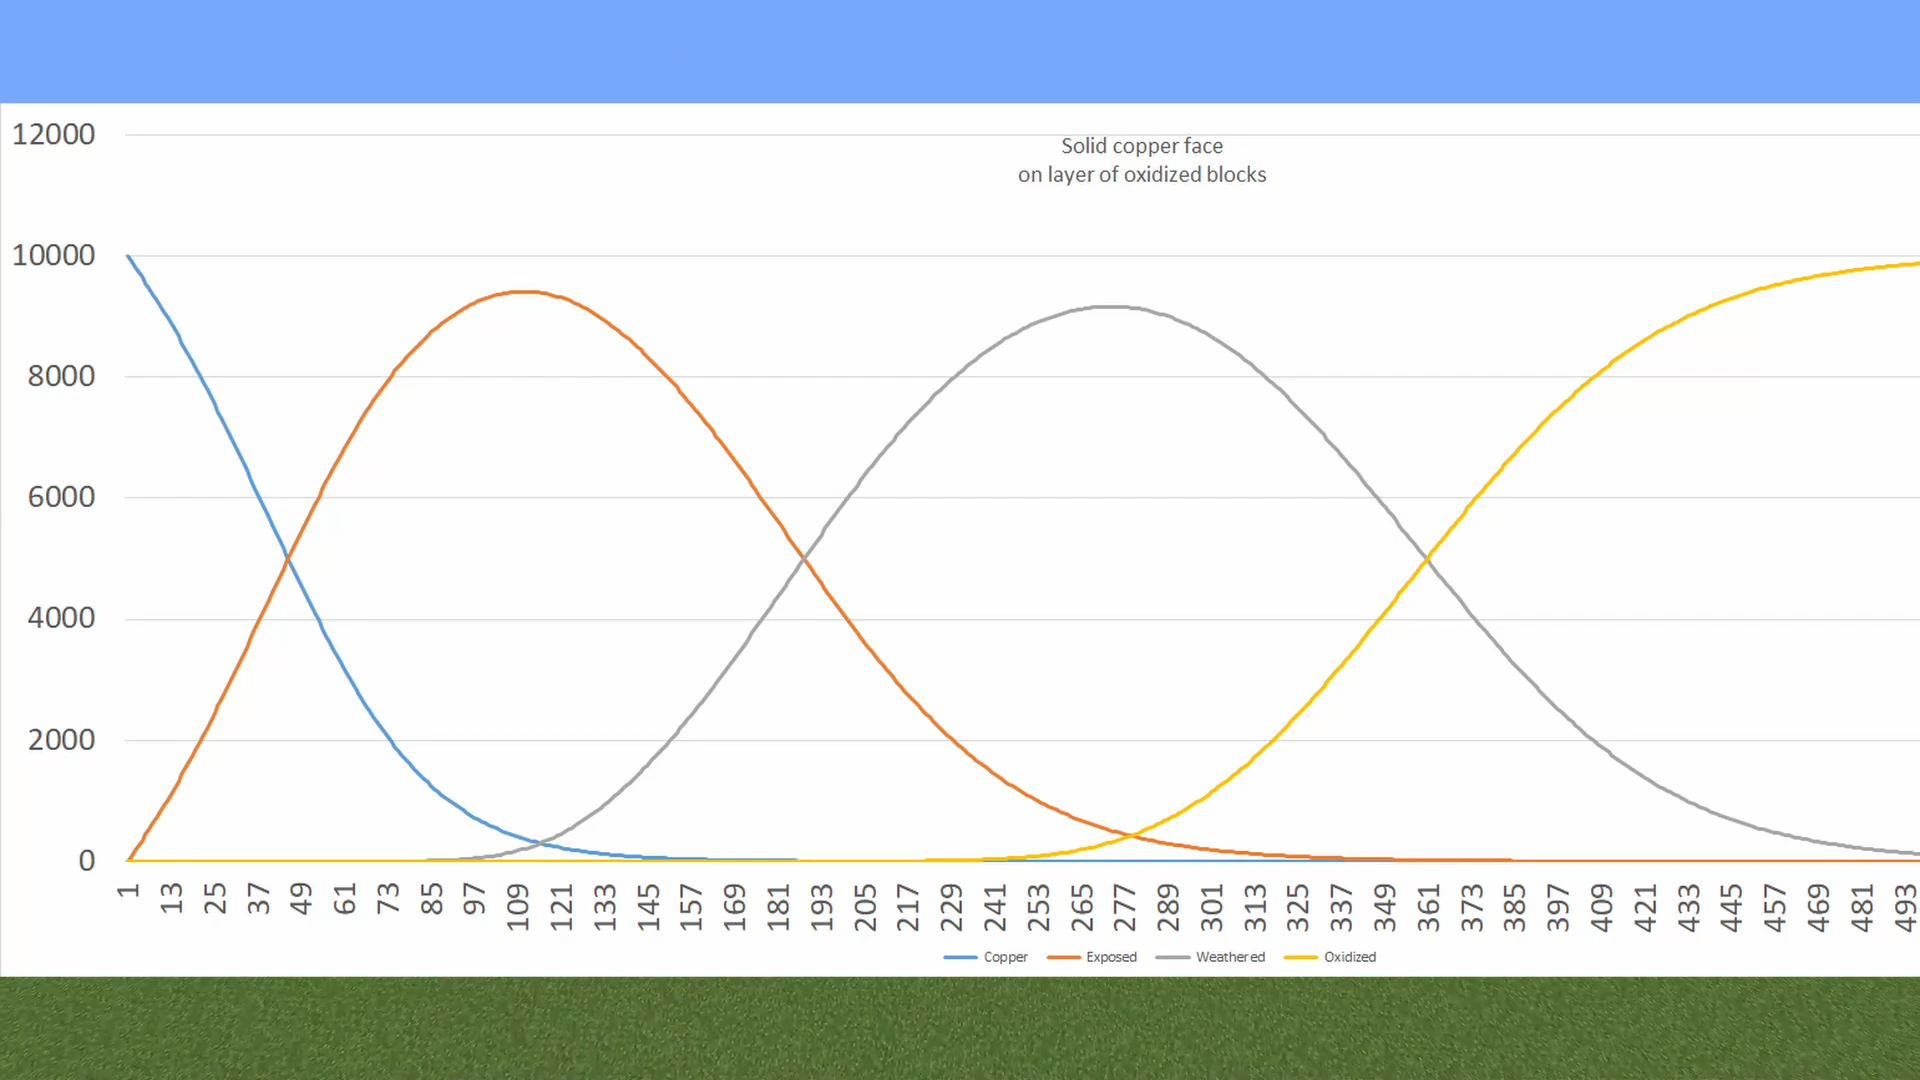 Solid copper face
on layer of oxidized blocks
12000
10000
8000
6000
4000
2000
0
1 13 25 37 49 61 73 85 97 109 121 133 145 157 169 181 193 205 217 229 241 253 265 277 289 301 313 325 337 349 361 373 385 397 409 421 433 445 457 469 481 493
Copper Exposed Weathered Oxidized